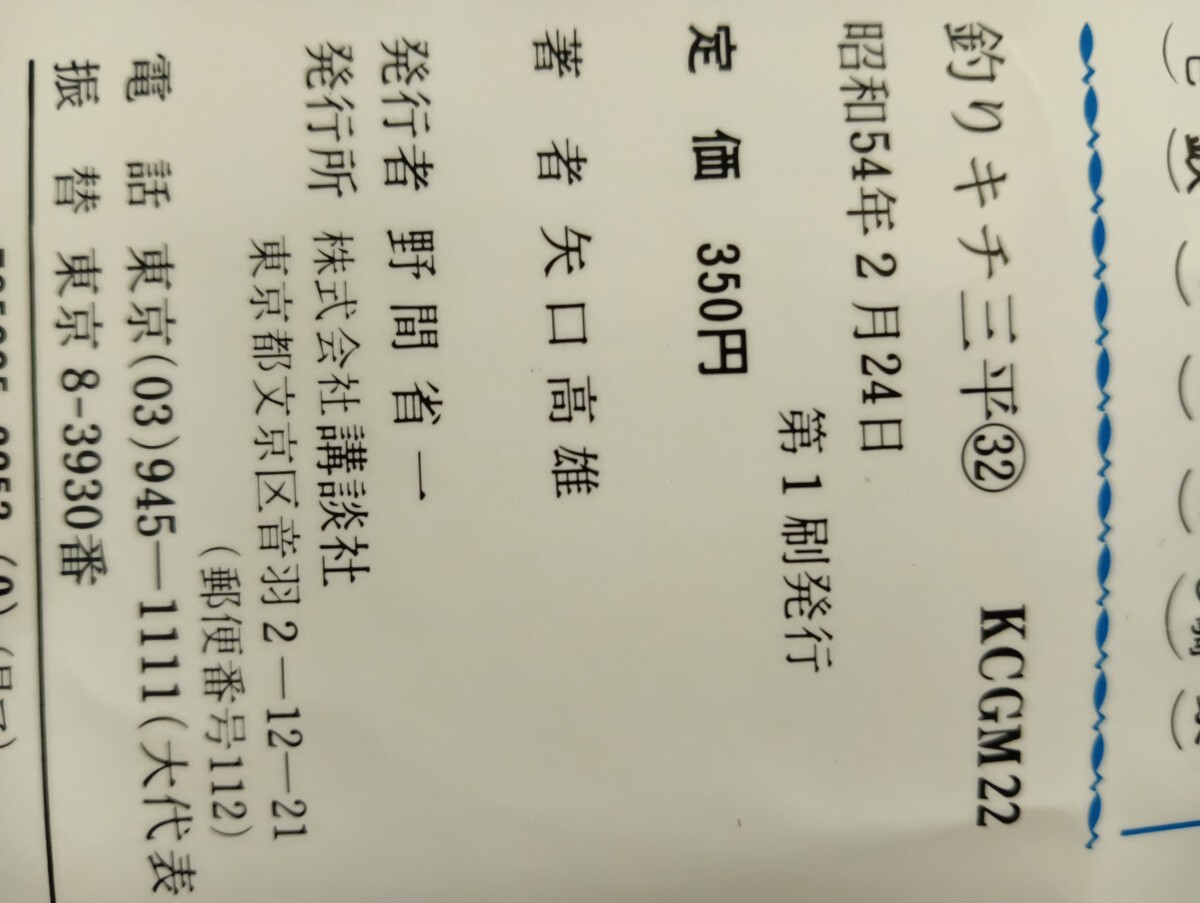 釣りキチ三平㉜ KCGM22
昭和54年2月24日
第1刷発行
定 価 350円
著 者 矢口高雄
発行者 野間省一
発行所 株式会社講談社
東京都文京区音羽2―12―21
(郵便番号112)
電 話 東京(03)945―1111(大代表
振 替 東京8-3930番